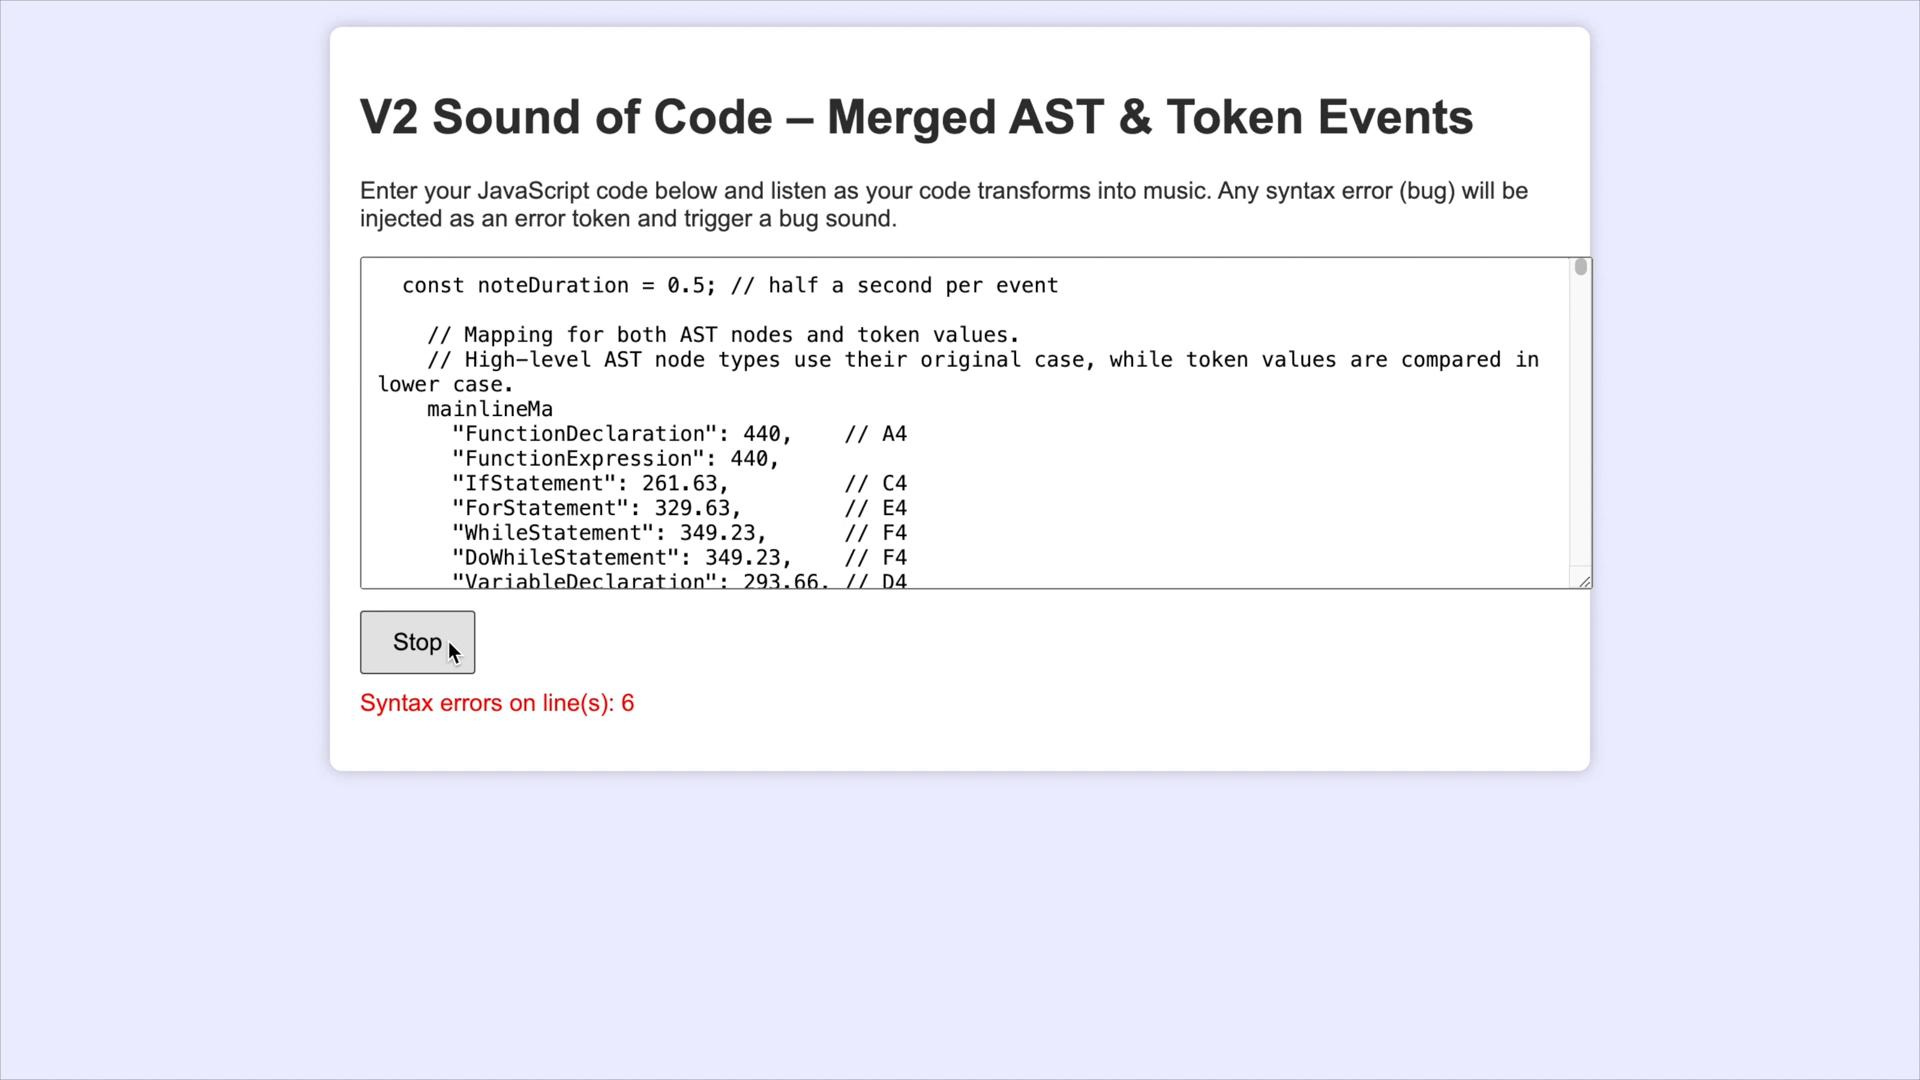 V2 Sound of Code – Merged AST & Token Events
Enter your JavaScript code below and listen as your code transforms into music. Any syntax error (bug) will be
injected as an error token and trigger a bug sound.
const noteDuration = 0.5; // half a second per event
// Mapping for both AST nodes and token values.
// High-level AST node types use their original case, while token values are compared in
lower case.
mainlineMa
"FunctionDeclaration": 440,    // A4
"FunctionExpression": 440,
"IfStatement": 261.63,         // C4
"ForStatement": 329.63,        // E4
"WhileStatement": 349.23,      // F4
"DoWhileStatement": 349.23,    // F4
"VariableDeclaration": 293.66, // D4
Stop
Syntax errors on line(s): 6